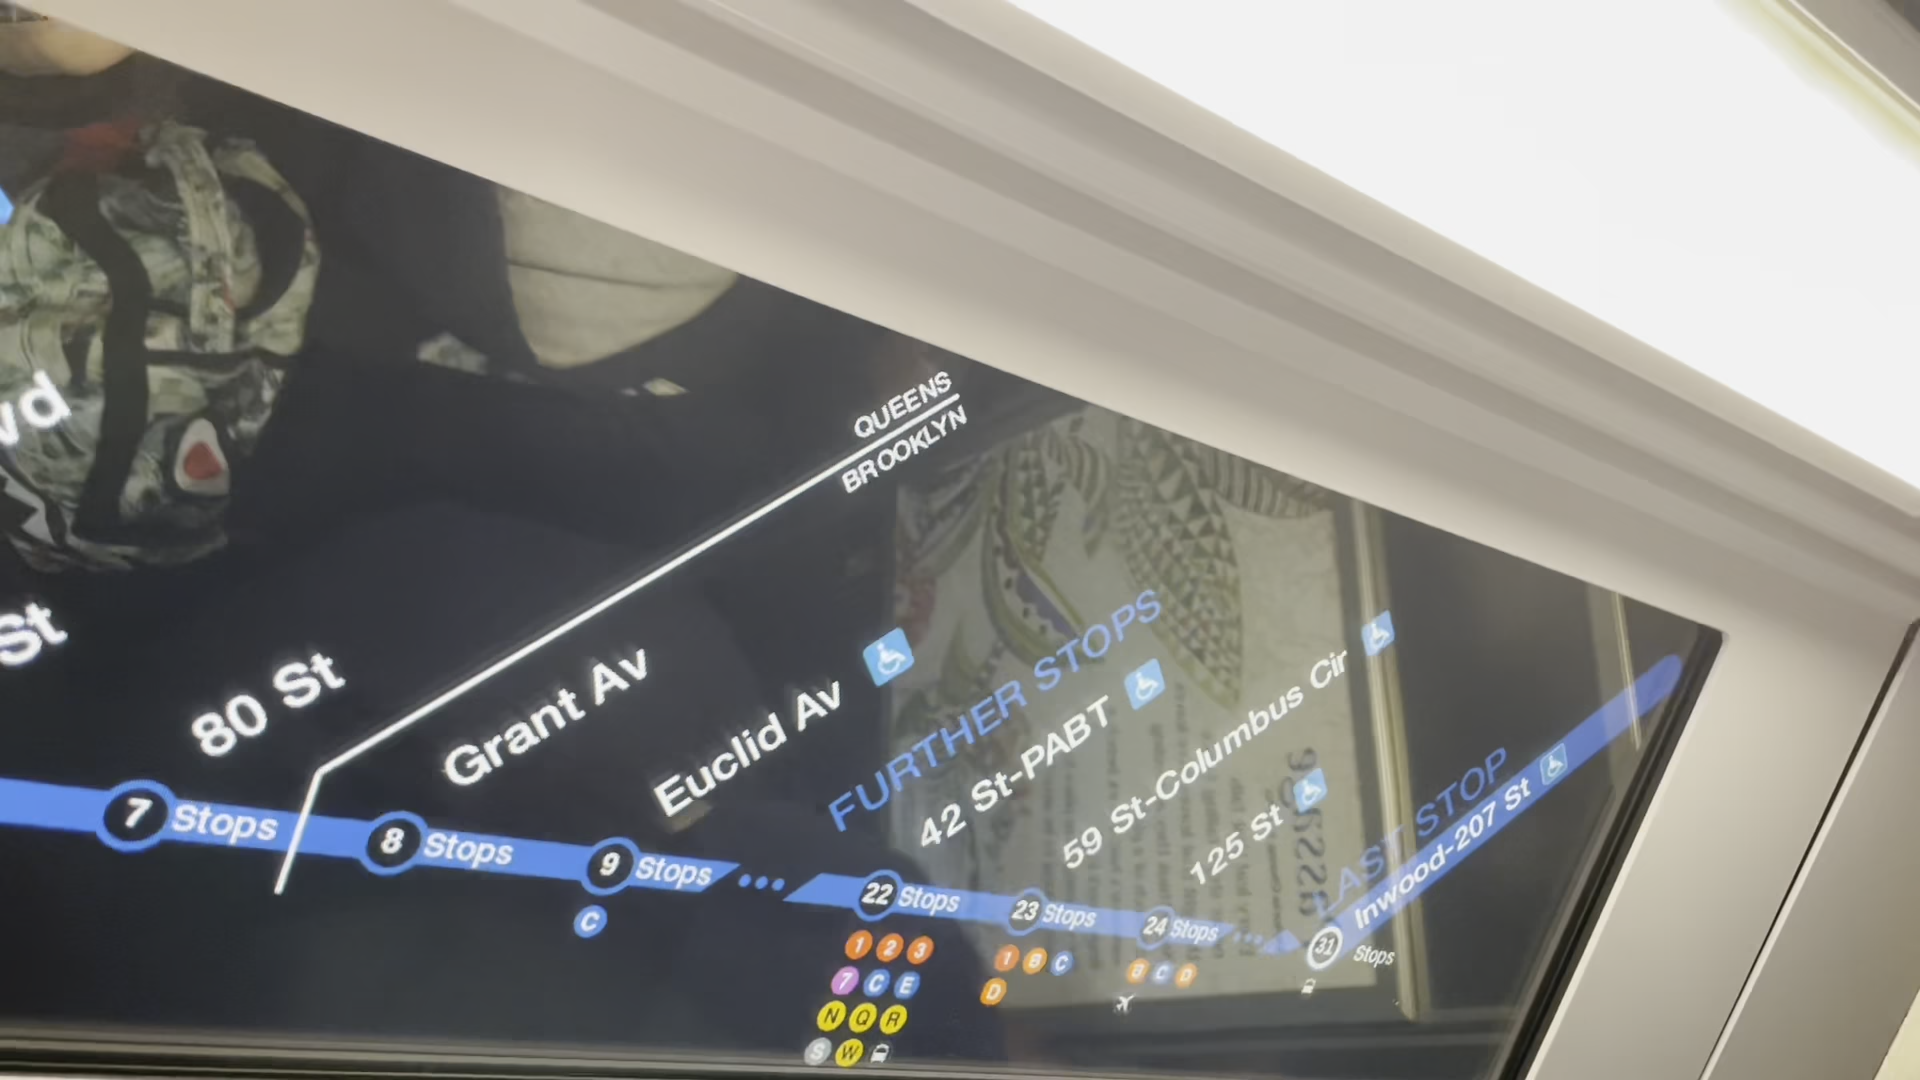 QUEENS
BROOKLYN
St
80 St
Grant Av
Euclid Av
FURTHER STOPS
42 St-PABT
59 St-Columbus Cir
125 St
LAST STOP
Inwood-207 St
7 Stops
8 Stops
9 Stops
22 Stops
23 Stops
24 Stops
31 Stops
C
1 2 3
7 C E
N Q R
S W
1 B C
D
B C D